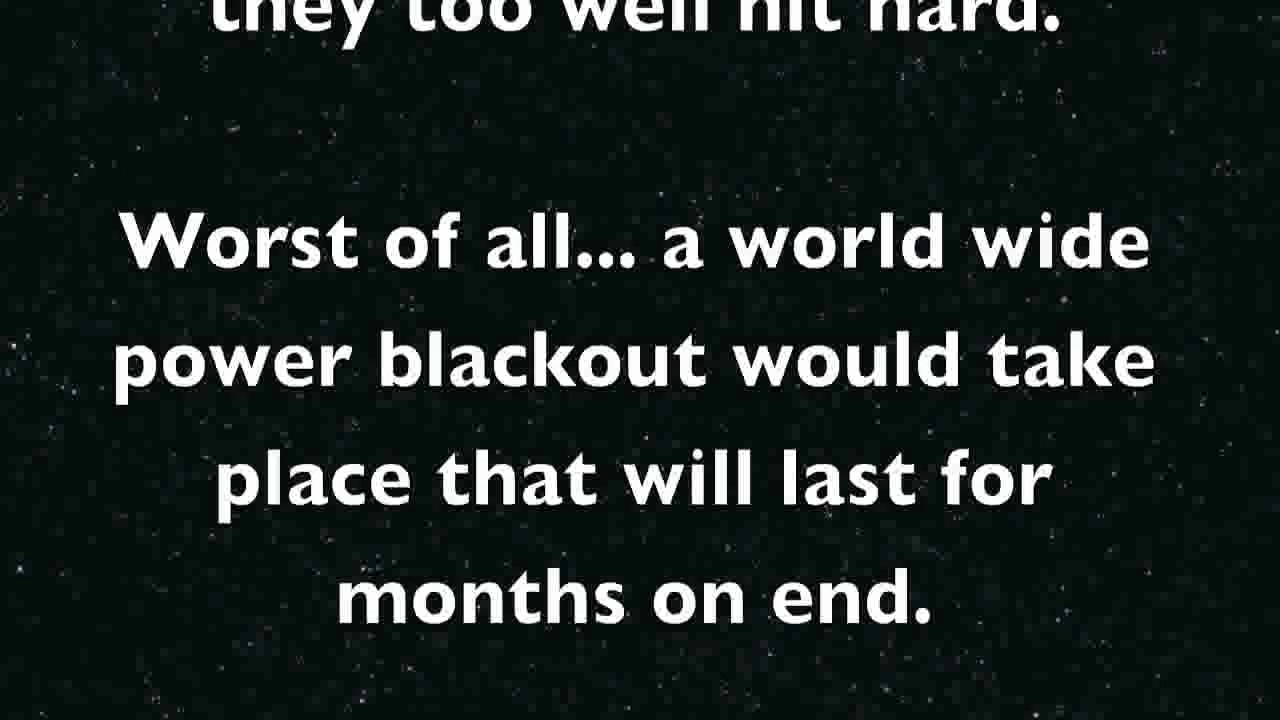 they too well hit hard.
Worst of all... a world wide
power blackout would take
place that will last for
months on end.